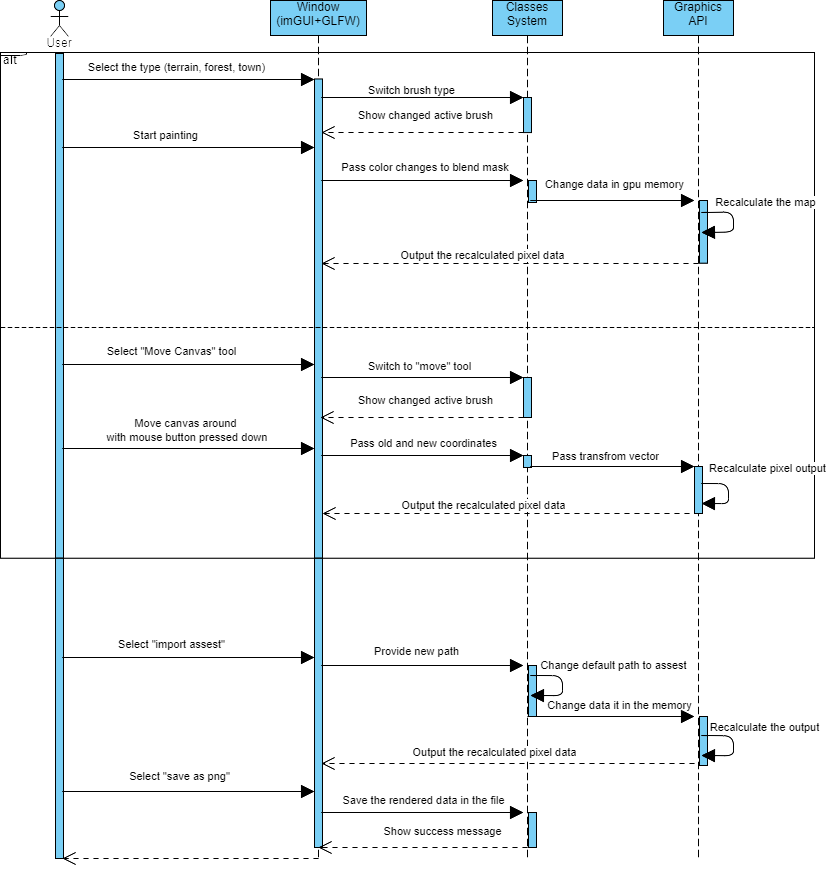 Window
(imGUI+GLFW)
Classes
System
Graphics
API
User
alt
Select the type (terrain, forest, town)
Switch brush type
Show changed active brush
Start painting
Pass color changes to blend mask
Change data in gpu memory
Recalculate the map
Output the recalculated pixel data
Select "Move Canvas" tool
Switch to "move" tool
Show changed active brush
Move canvas around
with mouse button pressed down
Pass old and new coordinates
Pass transfrom vector
Recalculate pixel output
Output the recalculated pixel data
Select "import assest"
Provide new path
Change default path to assest
Change data it in the memory
Recalculate the output
Output the recalculated pixel data
Select "save as png"
Save the rendered data in the file
Show success message